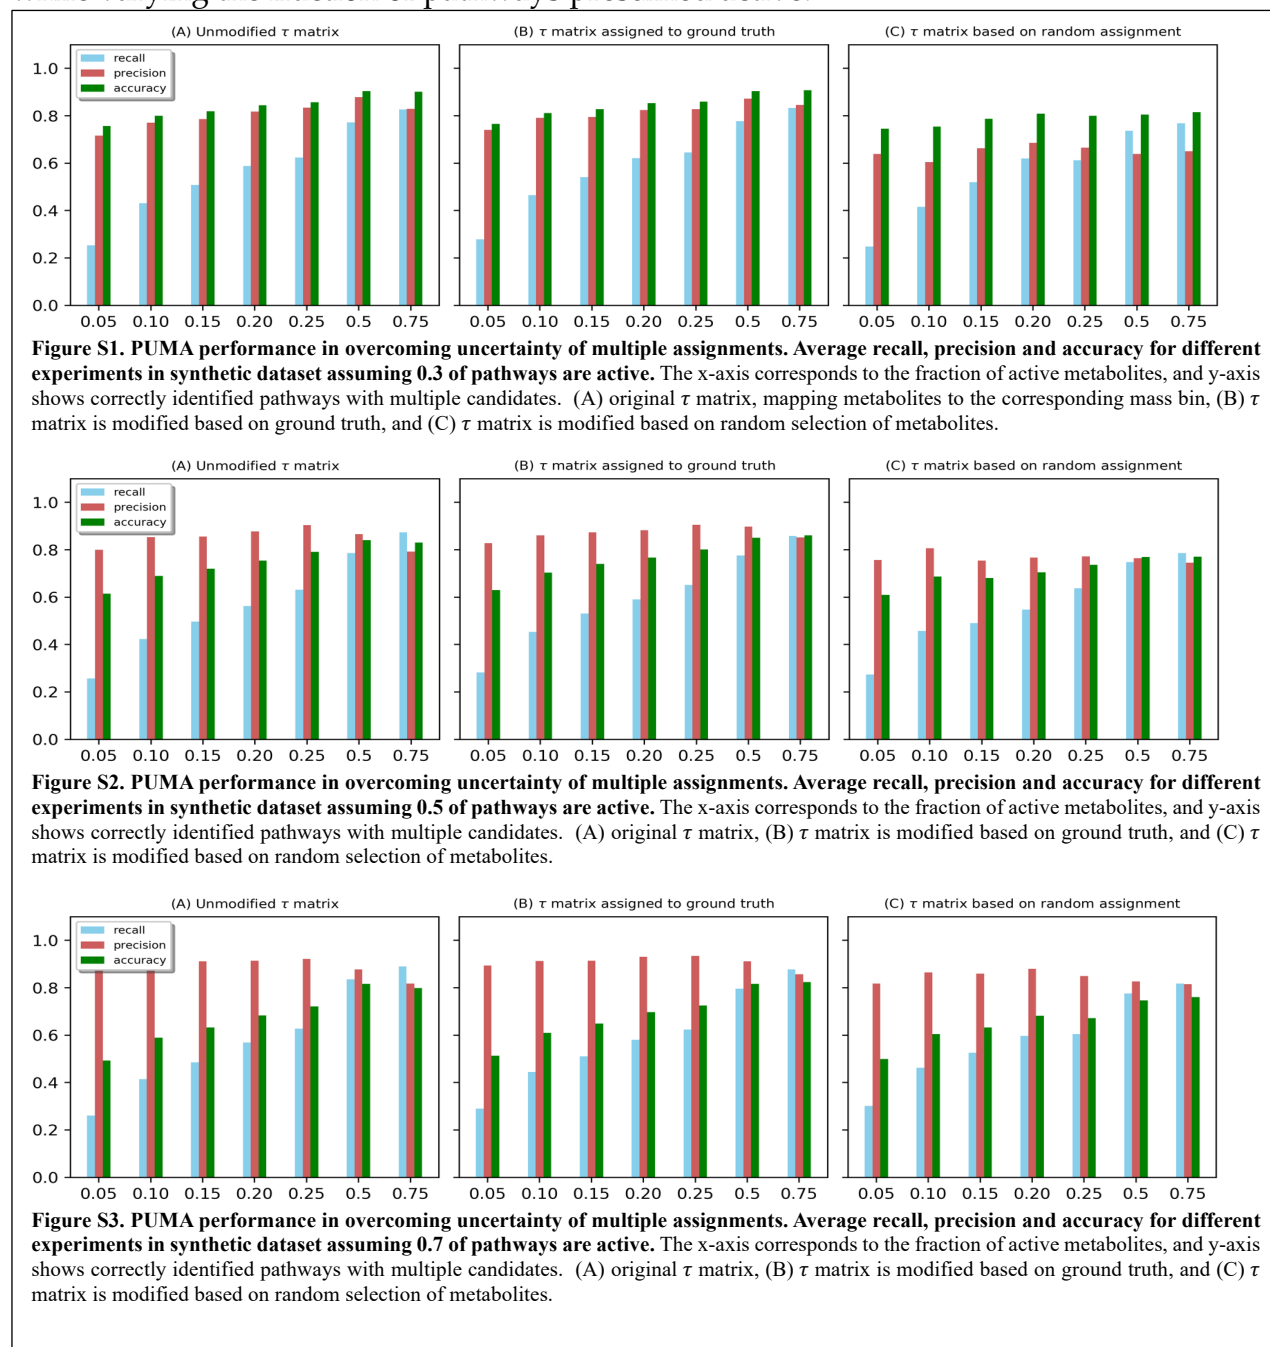 (A) Unmodified τ matrix
(B) τ matrix assigned to ground truth
(C) τ matrix based on random assignment
recall
precision
accuracy
1.0
0.8
0.6
0.4
0.2
0.0
0.05 0.10 0.15 0.20 0.25 0.5 0.75
0.05 0.10 0.15 0.20 0.25 0.5 0.75
0.05 0.10 0.15 0.20 0.25 0.5 0.75
Figure S1. PUMA performance in overcoming uncertainty of multiple assignments. Average recall, precision and accuracy for different
experiments in synthetic dataset assuming 0.3 of pathways are active. The x-axis corresponds to the fraction of active metabolites, and y-axis
shows correctly identified pathways with multiple candidates. (A) original τ matrix, mapping metabolites to the corresponding mass bin, (B) τ
matrix is modified based on ground truth, and (C) τ matrix is modified based on random selection of metabolites.
(A) Unmodified τ matrix
(B) τ matrix assigned to ground truth
(C) τ matrix based on random assignment
recall
precision
accuracy
1.0
0.8
0.6
0.4
0.2
0.0
0.05 0.10 0.15 0.20 0.25 0.5 0.75
0.05 0.10 0.15 0.20 0.25 0.5 0.75
0.05 0.10 0.15 0.20 0.25 0.5 0.75
Figure S2. PUMA performance in overcoming uncertainty of multiple assignments. Average recall, precision and accuracy for different
experiments in synthetic dataset assuming 0.5 of pathways are active. The x-axis corresponds to the fraction of active metabolites, and y-axis
shows correctly identified pathways with multiple candidates. (A) original τ matrix, (B) τ matrix is modified based on ground truth, and (C) τ
matrix is modified based on random selection of metabolites.
(A) Unmodified τ matrix
(B) τ matrix assigned to ground truth
(C) τ matrix based on random assignment
recall
precision
accuracy
1.0
0.8
0.6
0.4
0.2
0.0
0.05 0.10 0.15 0.20 0.25 0.5 0.75
0.05 0.10 0.15 0.20 0.25 0.5 0.75
0.05 0.10 0.15 0.20 0.25 0.5 0.75
Figure S3. PUMA performance in overcoming uncertainty of multiple assignments. Average recall, precision and accuracy for different
experiments in synthetic dataset assuming 0.7 of pathways are active. The x-axis corresponds to the fraction of active metabolites, and y-axis
shows correctly identified pathways with multiple candidates. (A) original τ matrix, (B) τ matrix is modified based on ground truth, and (C) τ
matrix is modified based on random selection of metabolites.